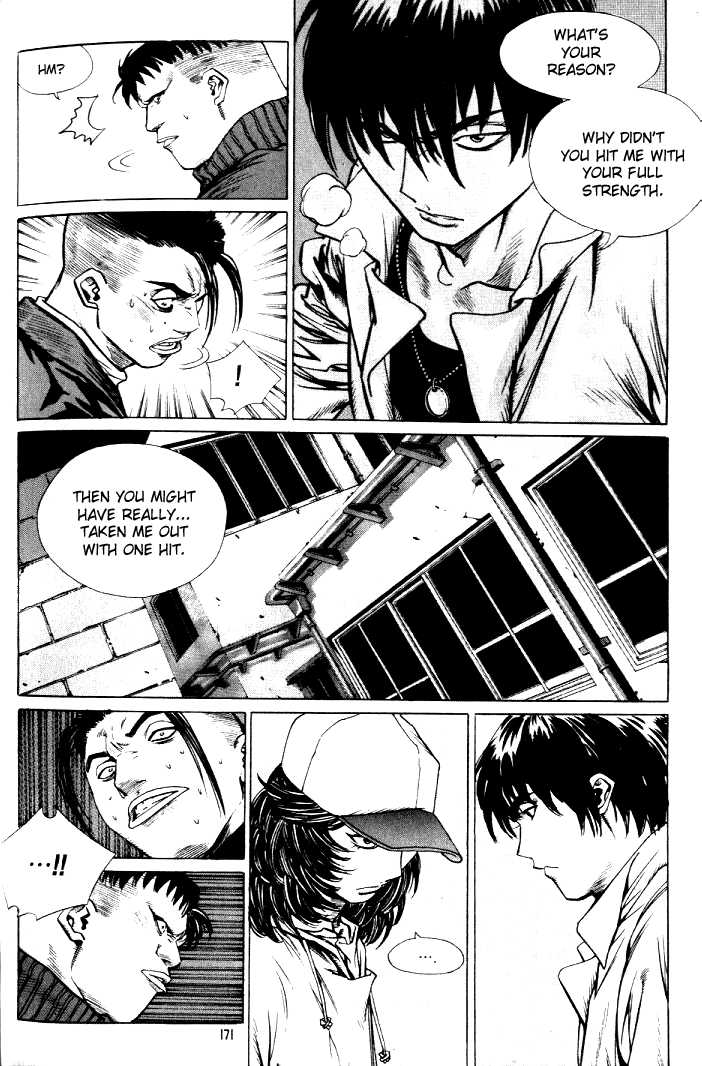 HM?
WHAT'S
YOUR
REASON?
WHY DIDN'T
YOU HIT ME WITH
YOUR FULL
STRENGTH.
!
THEN YOU MIGHT
HAVE REALLY...
TAKEN ME OUT
WITH ONE HIT.
...!!
...
171